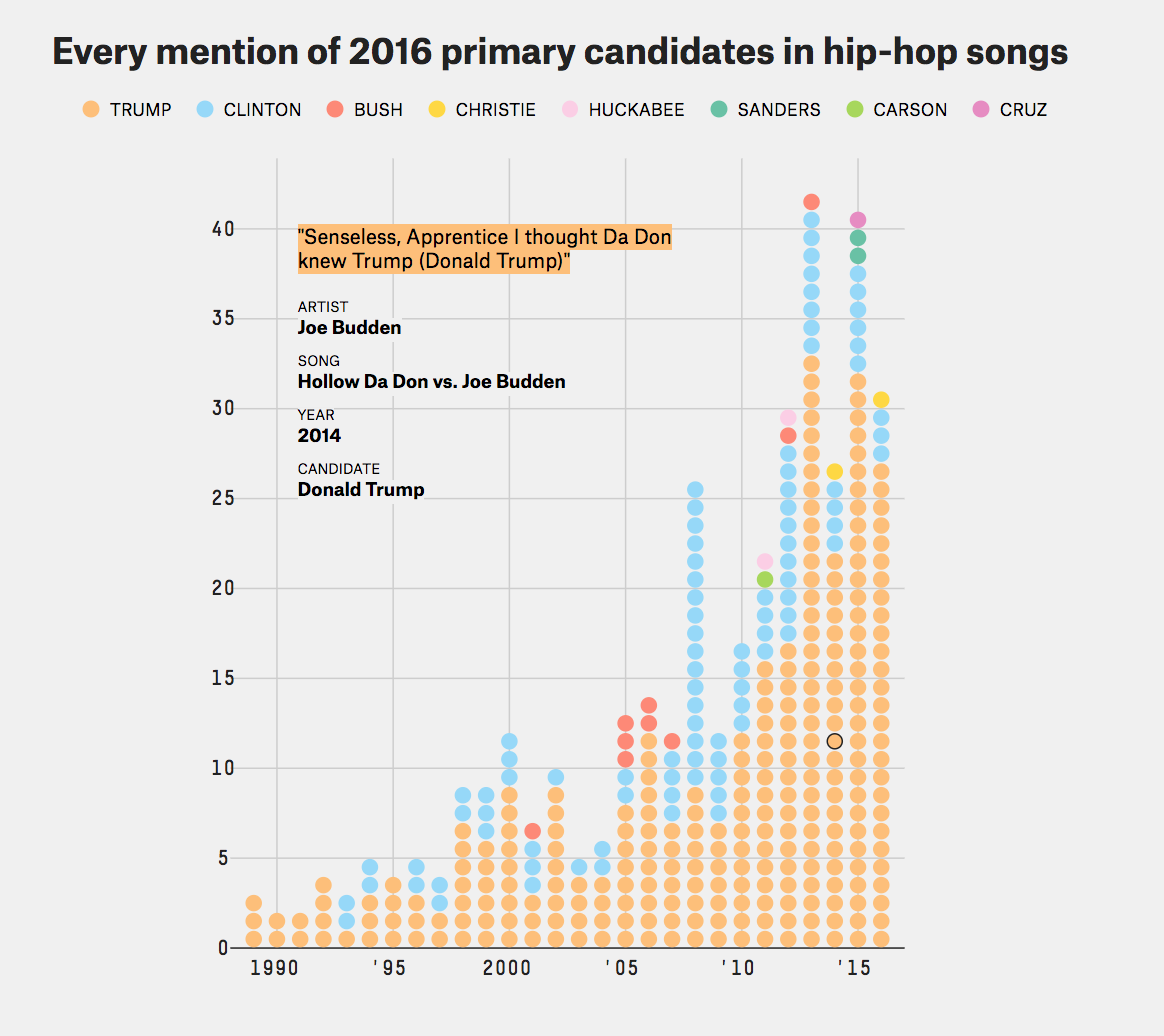 Every mention of 2016 primary candidates in hip-hop songs
TRUMP CLINTON BUSH CHRISTIE HUCKABEE SANDERS CARSON CRUZ
40
"Senseless, Apprentice I thought Da Don
knew Trump (Donald Trump)"
ARTIST
35
Joe Budden
SONG
Hollow Da Don vs. Joe Budden
30
YEAR
2014
CANDIDATE
Donald Trump
25
20
15
10
5
0
1990 '95 2000 '05 '10 '15